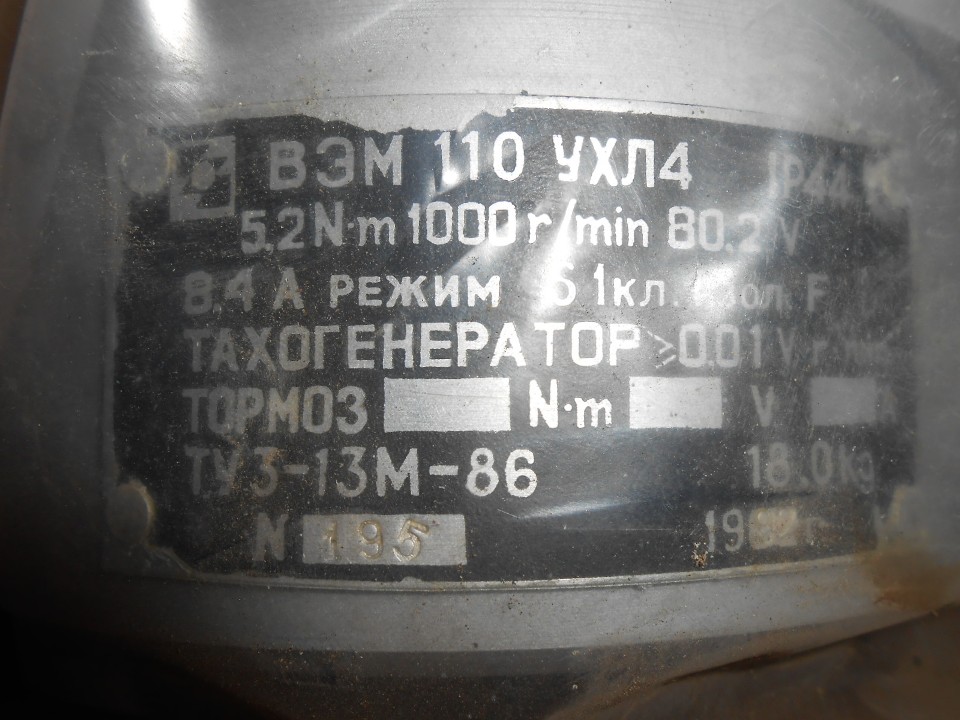 ВЭМ 110 УХЛ4 IP44
5.2 N·m 1000 r/min 80.2 V
8,4 А РЕЖИМ S1 кл. F
ТАХОГЕНЕРАТОР ⩾0.01
ТОРМОЗ N·m V
ТУ3-13М-86 18.0 Kg
N 195